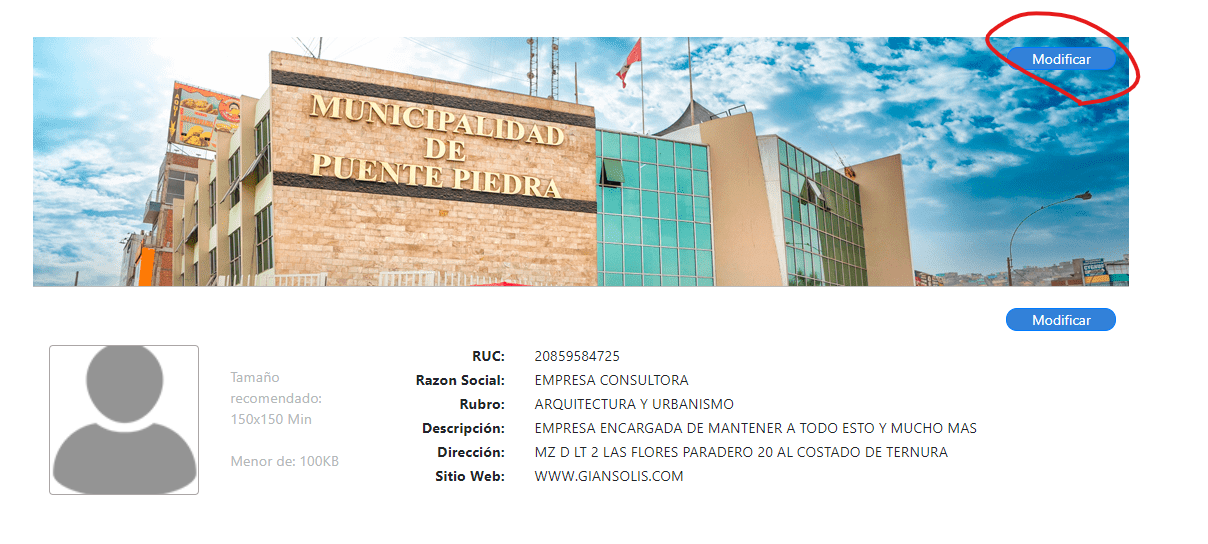 Modificar
MUNICIPALIDAD
DE
PUENTE PIEDRA
Modificar
Tamaño
recomendado:
150x150 Min
Menor de: 100KB
RUC: 20859584725
Razon Social: EMPRESA CONSULTORA
Rubro: ARQUITECTURA Y URBANISMO
Descripción: EMPRESA ENCARGADA DE MANTENER A TODO ESTO Y MUCHO MAS
Dirección: MZ D LT 2 LAS FLORES PARADERO 20 AL COSTADO DE TERNURA
Sitio Web: WWW.GIANSOLIS.COM